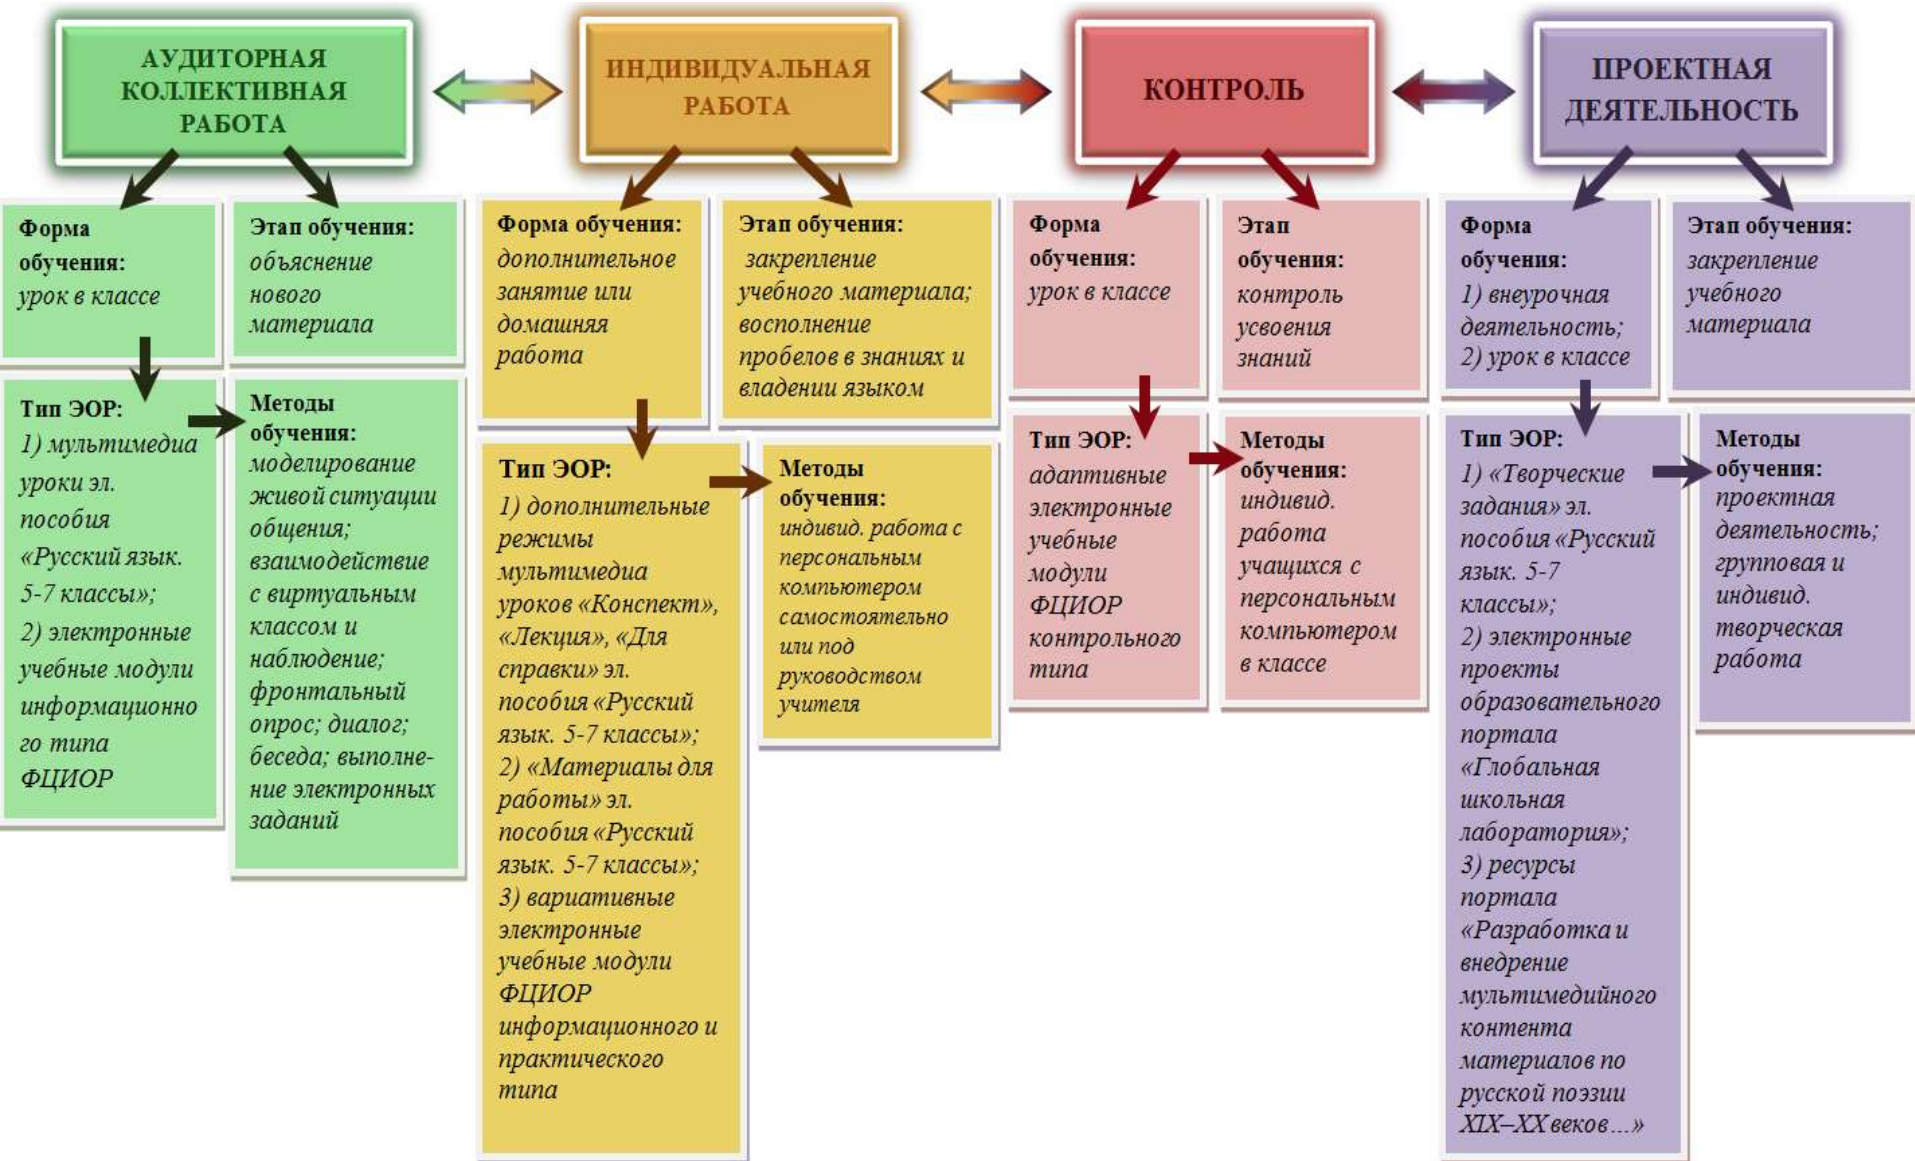 АУДИТОРНАЯ
КОЛЛЕКТИВНАЯ
РАБОТА
ИНДИВИДУАЛЬНАЯ
РАБОТА
КОНТРОЛЬ
ПРОЕКТНАЯ
ДЕЯТЕЛЬНОСТЬ
Форма
обучения:
урок в классе
Этап обучения:
объяснение
нового
материала
Тип ЭОР:
1) мультимедиа
уроки эл.
пособия
«Русский язык.
5-7 классы»;
2) электронные
учебные модули
информационно
го типа
ФЦИОР
Методы
обучения:
моделирование
живой ситуации
общения;
взаимодействие
с виртуальным
классом и
наблюдение;
фронтальный
опрос; диалог;
беседа; выполне-
ние электронных
заданий
Форма обучения:
дополнительное
занятие или
домашняя
работа
Этап обучения:
закрепление
учебного материала;
восполнение
пробелов в знаниях и
владении языком
Тип ЭОР:
1) дополнительные
режимы
мультимедиа
уроков «Конспект»,
«Лекция», «Для
справки» эл.
пособия «Русский
язык. 5-7 классы»;
2) «Материалы для
работы» эл.
пособия «Русский
язык. 5-7 классы»;
3) вариативные
электронные
учебные модули
ФЦИОР
информационного и
практического
типа
Методы
обучения:
индивид. работа с
персональным
компьютером
самостоятельно
или под
руководством
учителя
Форма
обучения:
урок в классе
Этап
обучения:
контроль
усвоения
знаний
Тип ЭОР:
адаптивные
электронные
учебные
модули
ФЦИОР
контрольного
типа
Методы
обучения:
индивид.
работа
учащихся с
персональным
компьютером
в классе
Форма
обучения:
1) внеурочная
деятельность;
2) урок в классе
Этап обучения:
закрепление
учебного
материала
Тип ЭОР:
1) «Творческие
задания» эл.
пособия «Русский
язык. 5-7
классы»;
2) электронные
проекты
образовательного
портала
«Глобальная
школьная
лаборатория»;
3) ресурсы
портала
«Разработка и
внедрение
мультимедийного
контента
материалов по
русской поэзии
XIX–XX веков...»
Методы
обучения:
проектная
деятельность;
групповая и
индивид.
творческая
работа